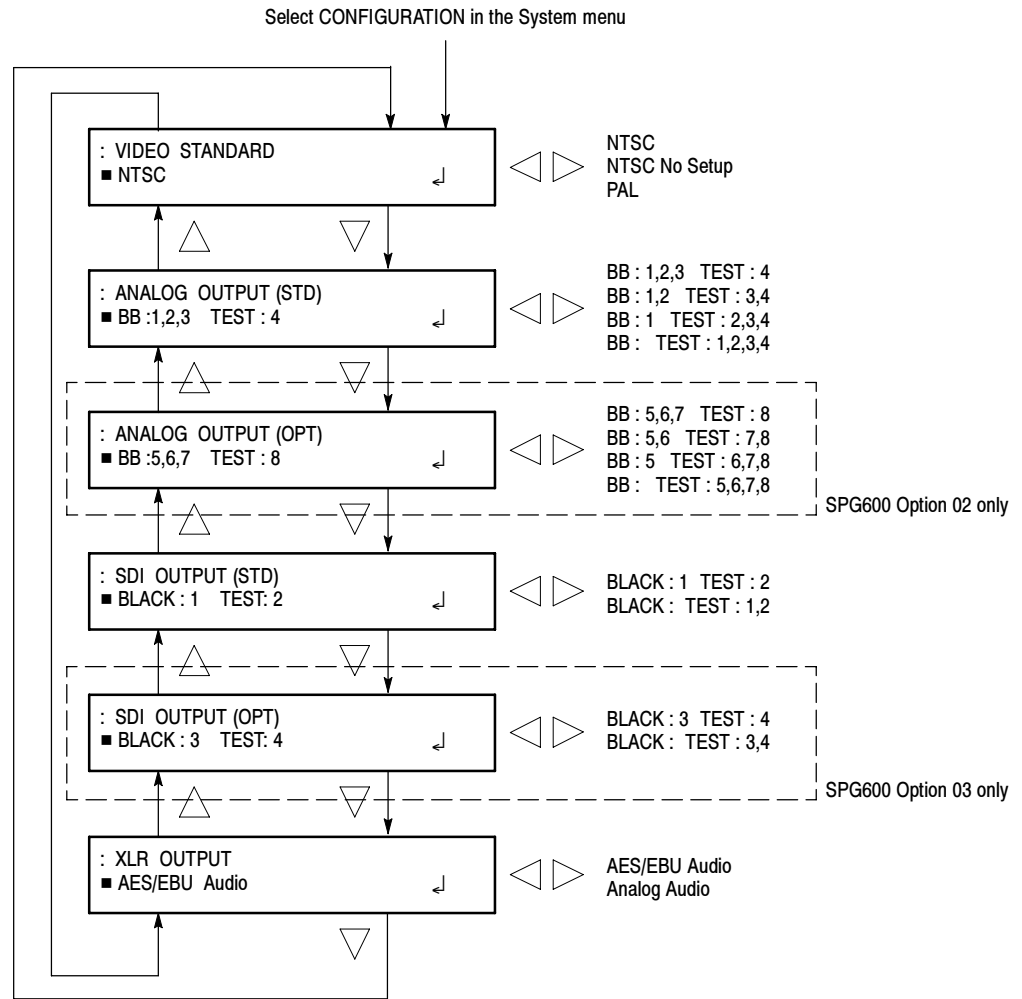 Select CONFIGURATION in the System menu
: VIDEO STANDARD
■ NTSC
NTSC
NTSC No Setup
PAL
: ANALOG OUTPUT (STD)
■ BB :1,2,3 TEST : 4
BB : 1,2,3 TEST : 4
BB : 1,2 TEST : 3,4
BB : 1 TEST : 2,3,4
BB : TEST : 1,2,3,4
: ANALOG OUTPUT (OPT)
■ BB :5,6,7 TEST : 8
BB : 5,6,7 TEST : 8
BB : 5,6 TEST : 7,8
BB : 5 TEST : 6,7,8
BB : TEST : 5,6,7,8
SPG600 Option 02 only
: SDI OUTPUT (STD)
■ BLACK : 1 TEST: 2
BLACK : 1 TEST : 2
BLACK : TEST : 1,2
: SDI OUTPUT (OPT)
■ BLACK : 3 TEST: 4
BLACK : 3 TEST : 4
BLACK : TEST : 3,4
SPG600 Option 03 only
: XLR OUTPUT
■ AES/EBU Audio
AES/EBU Audio
Analog Audio